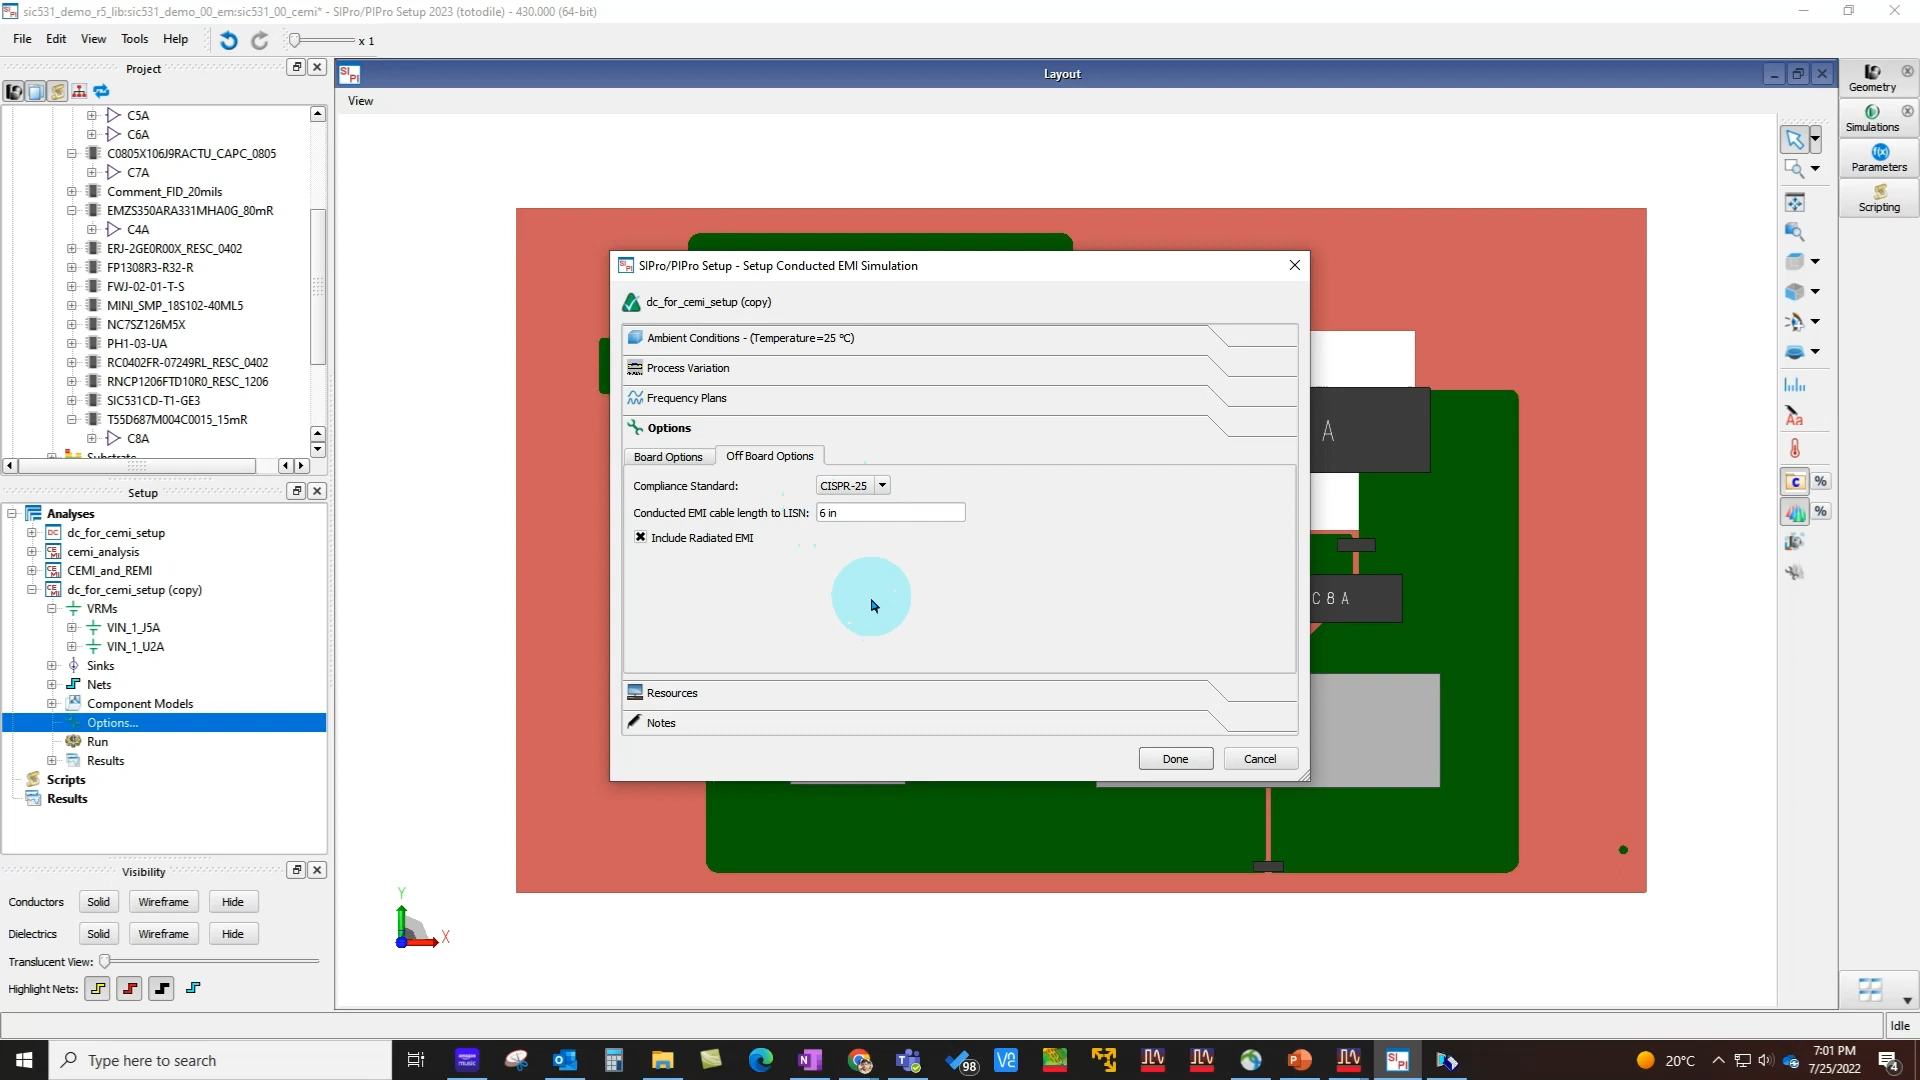 sic531_demo_r5_lib:sic531_demo_00_em:sic531_00_cemi* - SIPro/PIPro Setup 2023 (totodile) - 430.000 (64-bit)
File Edit View Tools Help
x 1
Project
C5A
C6A
C0805X106J9RACTU_CAPC_0805
C7A
Comment_FID_20mils
EMZS350ARA331MHA0G_80mR
C4A
ERJ-2GE0R00X_RESC_0402
FP1308R3-R32-R
FWJ-02-01-T-S
MINI_SMP_18S102-40ML5
NC7SZ126M5X
PH1-03-UA
RC0402FR-07249RL_RESC_0402
RNCP1206FTD10R0_RESC_1206
SIC531CD-T1-GE3
T55D687M004C0015_15mR
C8A
Substrate
Setup
Analyses
dc_for_cemi_setup
cemi_analysis
CEMI_and_REMI
dc_for_cemi_setup (copy)
VRMs
VIN_1_J5A
VIN_1_U2A
Sinks
Nets
Component Models
Options...
Run
Results
Scripts
Results
Visibility
Conductors Solid Wireframe Hide
Dielectrics Solid Wireframe Hide
Translucent View:
Highlight Nets:
Layout
View
A
C8A
Y
X
SIPro/PIPro Setup - Setup Conducted EMI Simulation
dc_for_cemi_setup (copy)
Ambient Conditions - (Temperature=25 ºC)
Process Variation
Frequency Plans
Options
Board Options Off Board Options
Compliance Standard: CISPR-25
Conducted EMI cable length to LISN: 6 in
Include Radiated EMI
Resources
Notes
Done Cancel
Geometry
Simulations
Parameters
Scripting
Idle
Type here to search
98
20°C
7:01 PM
7/25/2022
4